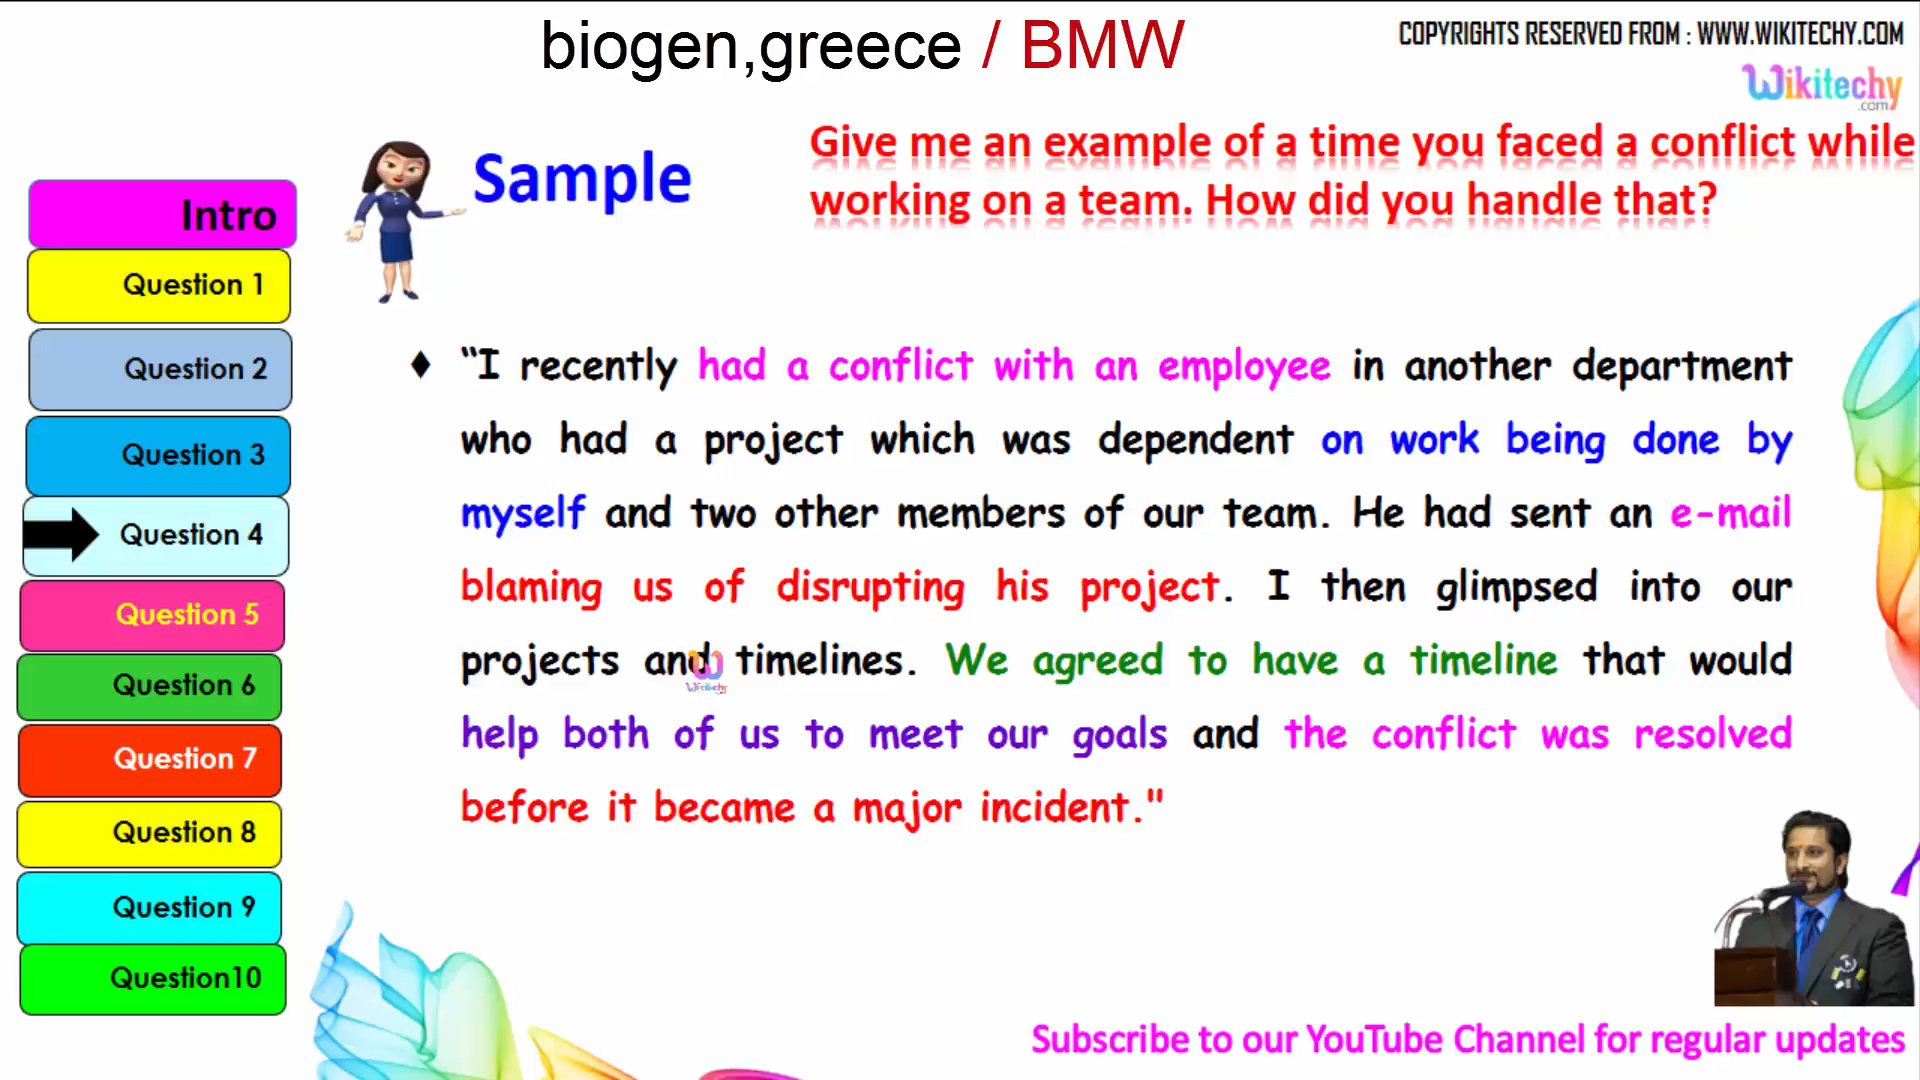 biogen,greece / BMW
COPYRIGHTS RESERVED FROM : WWW.WIKITECHY.COM
Wikitechy
.com
Sample
Give me an example of a time you faced a conflict while
working on a team. How did you handle that?
Intro
Question 1
Question 2
Question 3
Question 4
Question 5
Question 6
Question 7
Question 8
Question 9
Question10
“I recently had a conflict with an employee in another department
who had a project which was dependent on work being done by
myself and two other members of our team. He had sent an e-mail
blaming us of disrupting his project. I then glimpsed into our
projects and timelines. We agreed to have a timeline that would
help both of us to meet our goals and the conflict was resolved
before it became a major incident."
Wikitechy
Subscribe to our YouTube Channel for regular updates